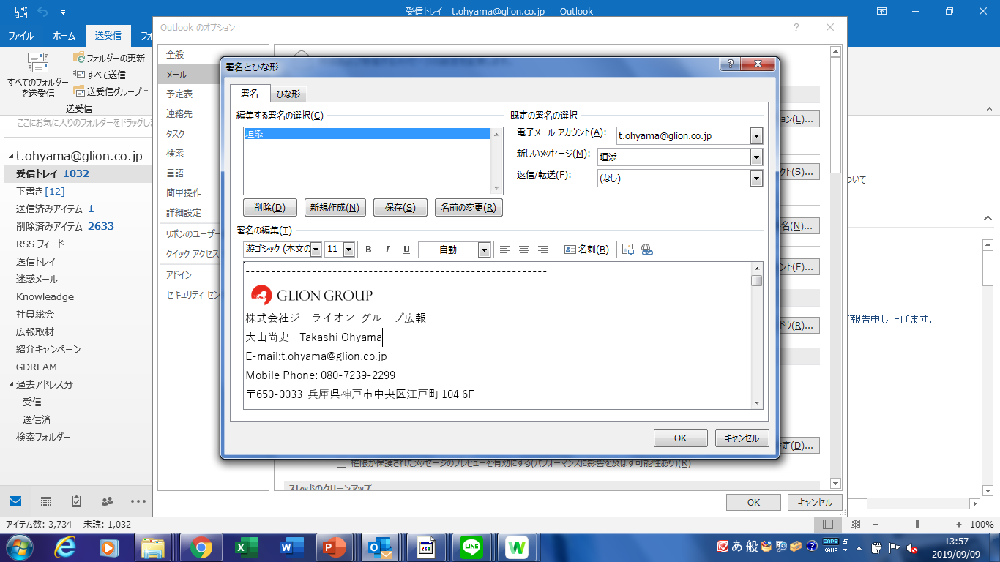 受信トレイ - t.ohyama@glion.co.jp - Outlook
ファイル ホーム 送受信
Outlook のオプション
すべてのフォルダーを送受信
フォルダーの更新
すべて送信
送受信グループ
送受信
ここにお気に入りのフォルダーをドラッグし
t.ohyama@glion.co.jp
受信トレイ 1032
下書き [12]
送信済みアイテム 1
削除済みアイテム 2633
RSS フィード
送信トレイ
迷惑メール
Knowleadge
社員総会
広報取材
紹介キャンペーン
GDREAM
過去アドレス分
受信
送信済
検索フォルダー
全般
メール
予定表
連絡先
タスク
検索
言語
簡単操作
詳細設定
リボンのユーザー
クイック アクセス
アドイン
セキュリティ セン
署名とひな形
署名 ひな形
編集する署名の選択(C)
垣添
削除(D) 新規作成(N) 保存(S) 名前の変更(R)
既定の署名の選択
電子メール アカウント(A): t.ohyama@glion.co.jp
新しいメッセージ(M): 垣添
返信/転送(F): (なし)
署名の編集(T)
游ゴシック (本文の 11 B I U 自動 名刺(B)
---------------------------------------------------------
GLION GROUP
株式会社ジーライオン グループ広報
大山尚史 Takashi Ohyama
E-mail:t.ohyama@glion.co.jp
Mobile Phone: 080-7239-2299
〒650-0033 兵庫県神戸市中央区江戸町 104 6F
OK キャンセル
ョン(E)...
クト(S)...
名(N)...
ント(F)...
ドウ(R)...
定(D)...
権限が保護されたメッセージのプレビューを有効にする(パフォーマンスに影響を及ぼす可能性あり)(R)
スレッドのクリーンアップ
OK キャンセル
ついて
ご報告申し上げます。
アイテム数: 3,734 未読: 1,032
100%
あ 般 CAPS KANA
13:57
2019/09/09